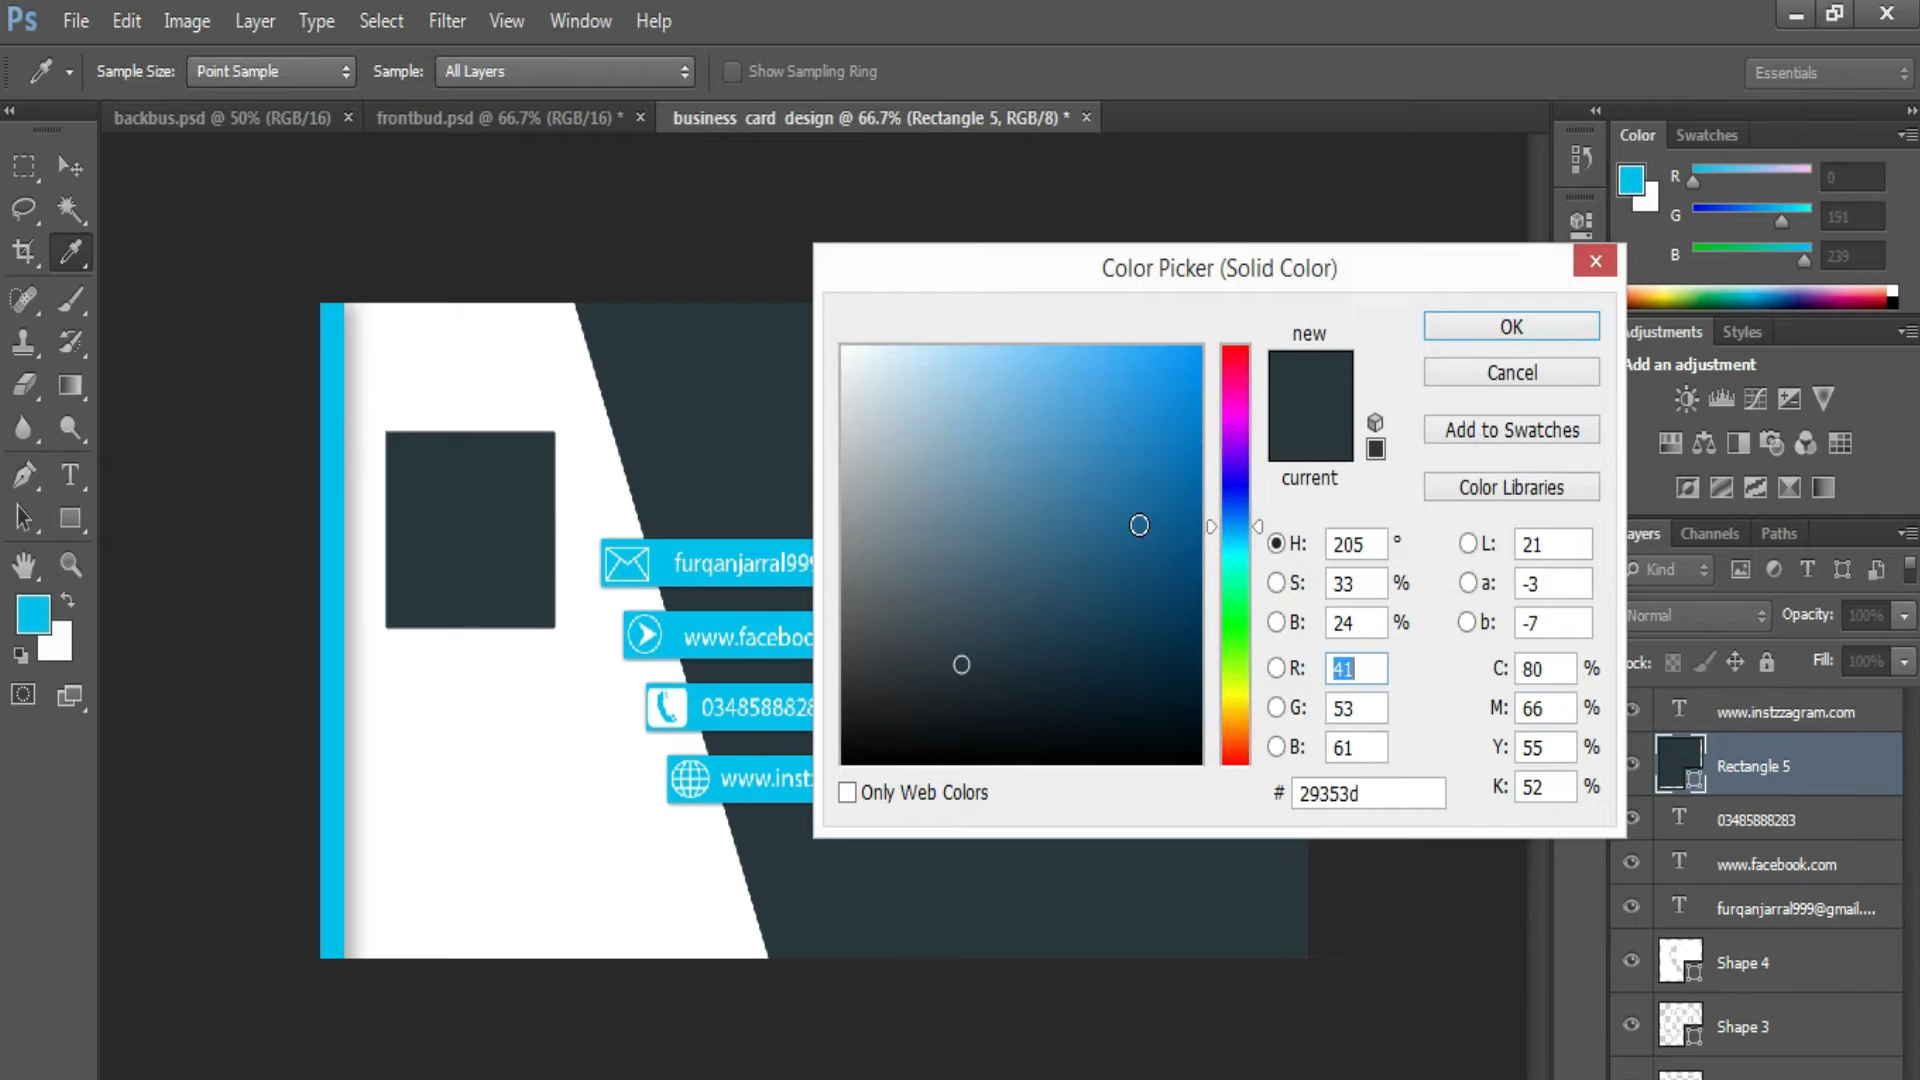 Ps File Edit Image Layer Type Select Filter View Window Help
Sample Size: Point Sample Sample: All Layers Show Sampling Ring Essentials
backbus.psd @ 50% (RGB/16) × frontbud.psd @ 66.7% (RGB/16) * × business card design @ 66.7% (Rectangle 5, RGB/8) * ×
Color Swatches
R 0
G 191
B 239
Adjustments Styles
Add an adjustment
Color Picker (Solid Color)
new
current
OK
Cancel
Add to Swatches
Color Libraries
H: 205 °
S: 33 %
B: 24 %
R: 41
G: 53
B: 61
L: 21
a: -3
b: -7
C: 80 %
M: 66 %
Y: 55 %
K: 52 %
# 29353d
Only Web Colors
furqanjarral999
www.faceboo
0348588828
www.inst
ayers Channels Paths
Kind
Normal Opacity: 100%
ock: Fill: 100%
T www.instzzagram.com
Rectangle 5
T 03485888283
T www.facebook.com
T furqanjarral999@gmail....
Shape 4
Shape 3